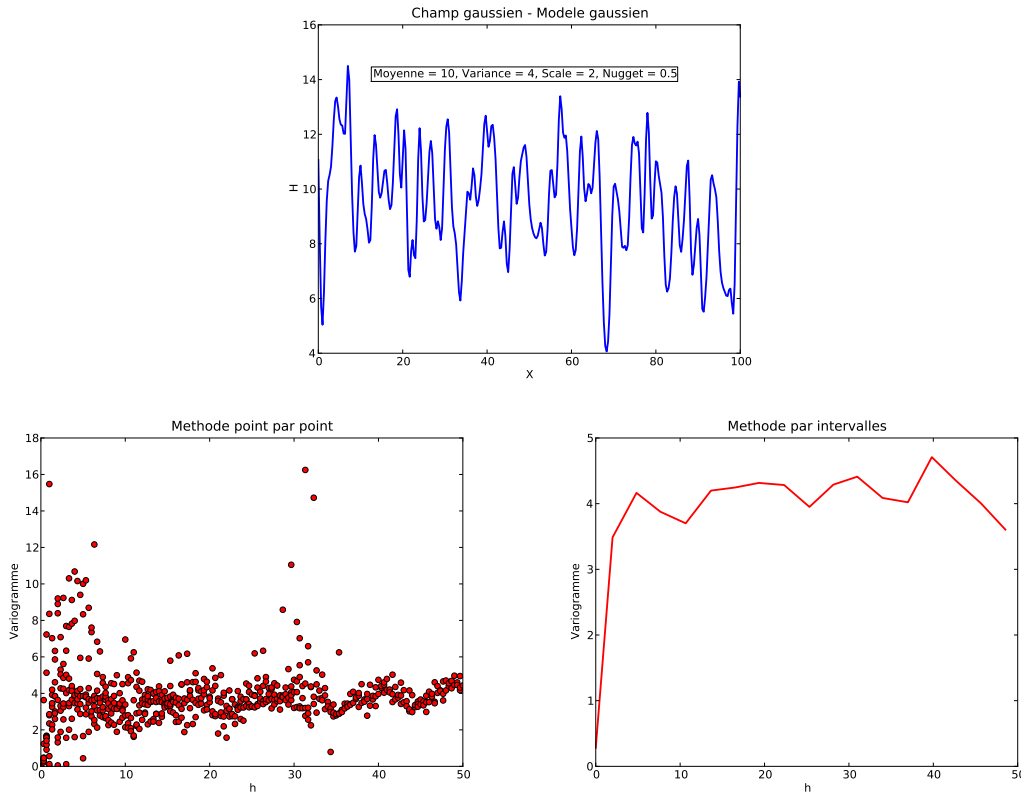 Champ gaussien - Modele gaussien
16
14
12
10
8
6
4
H
Moyenne = 10, Variance = 4, Scale = 2, Nugget = 0.5
0 20 40 60 80 100
X
Methode point par point
18
16
14
12
10
8
6
4
2
0
Variogramme
0 10 20 30 40 50
h
Methode par intervalles
5
4
3
2
1
0
Variogramme
0 10 20 30 40 50
h